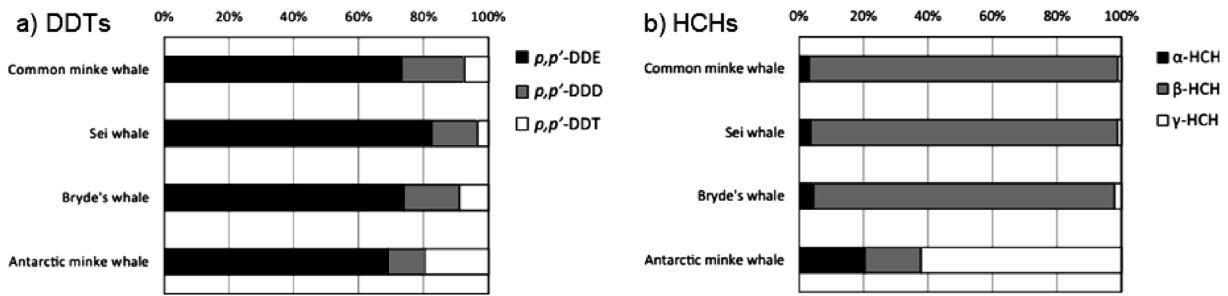 a) DDTs
0% 20% 40% 60% 80% 100%
Common minke whale
Sei whale
Bryde's whale
Antarctic minke whale
p,p′-DDE
p,p′-DDD
p,p′-DDT
b) HCHs
0% 20% 40% 60% 80% 100%
Common minke whale
Sei whale
Bryde's whale
Antarctic minke whale
α-HCH
β-HCH
γ-HCH